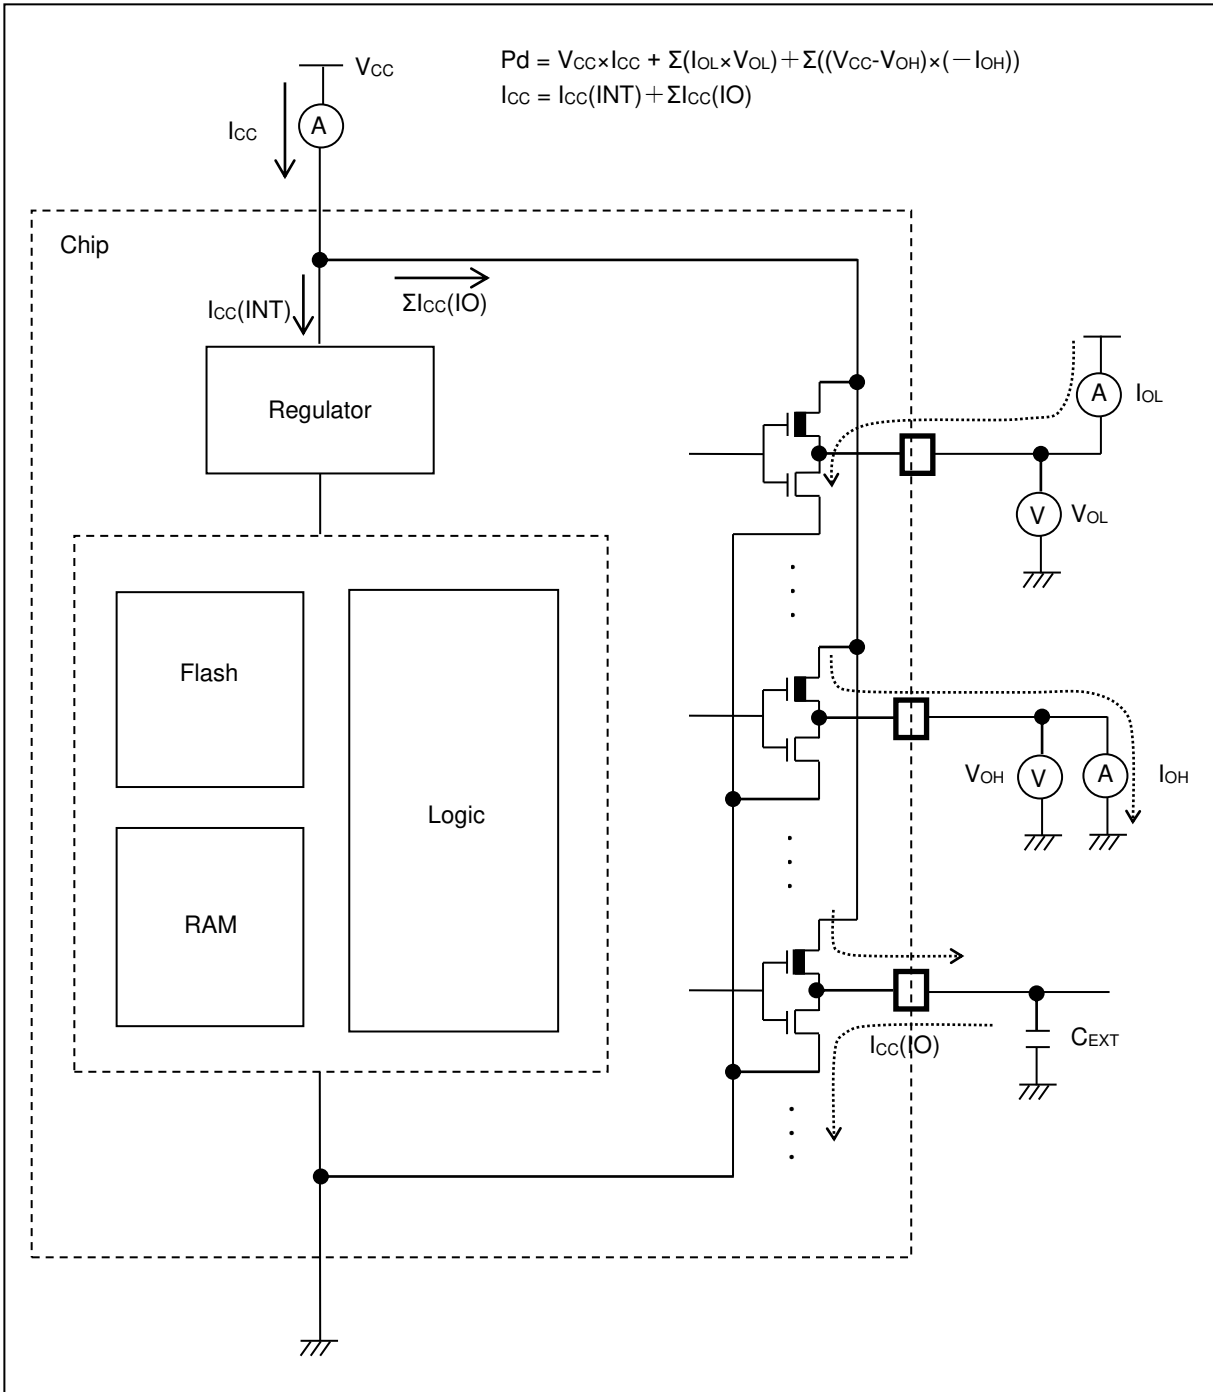 Pd = VCC×ICC + Σ(IOL×VOL)+Σ((VCC-VOH)×(-IOH))
ICC = ICC(INT)+ΣICC(IO)
VCC
ICC
A
Chip
ICC(INT)
ΣICC(IO)
Regulator
A
IOL
V
VOL
Flash
Logic
RAM
VOH
V
A
IOH
ICC(IO)
CEXT